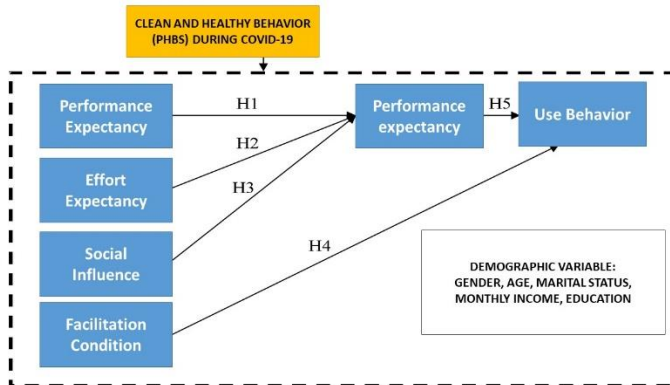 CLEAN AND HEALTHY BEHAVIOR
(PHBS) DURING COVID-19
Performance
Expectancy
H1
Performance
expectancy
H5
Use Behavior
Effort
Expectancy
H2
H3
Social
Influence
H4
Facilitation
Condition
DEMOGRAPHIC VARIABLE:
GENDER, AGE, MARITAL STATUS,
MONTHLY INCOME, EDUCATION